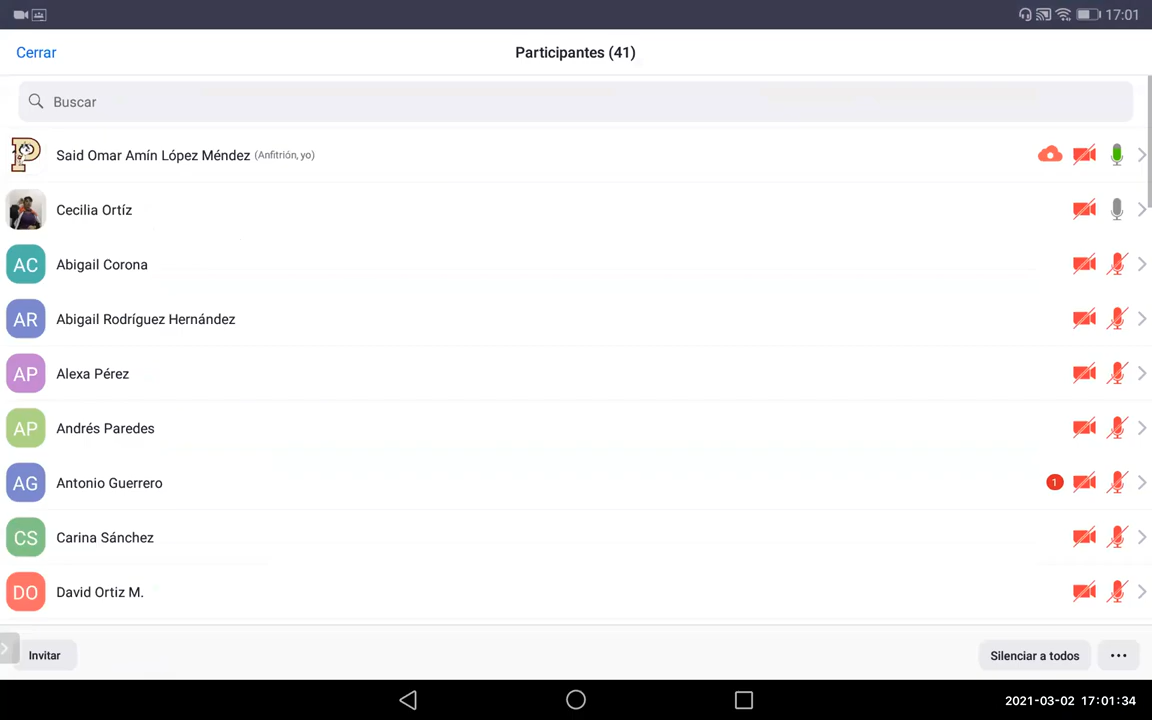 17:01
Cerrar
Participantes (41)
Buscar
Said Omar Amín López Méndez (Anfitrión, yo)
Cecilia Ortíz
AC Abigail Corona
AR Abigail Rodríguez Hernández
AP Alexa Pérez
AP Andrés Paredes
AG Antonio Guerrero 1
CS Carina Sánchez
DO David Ortiz M.
Invitar
Silenciar a todos
2021-03-02 17:01:34